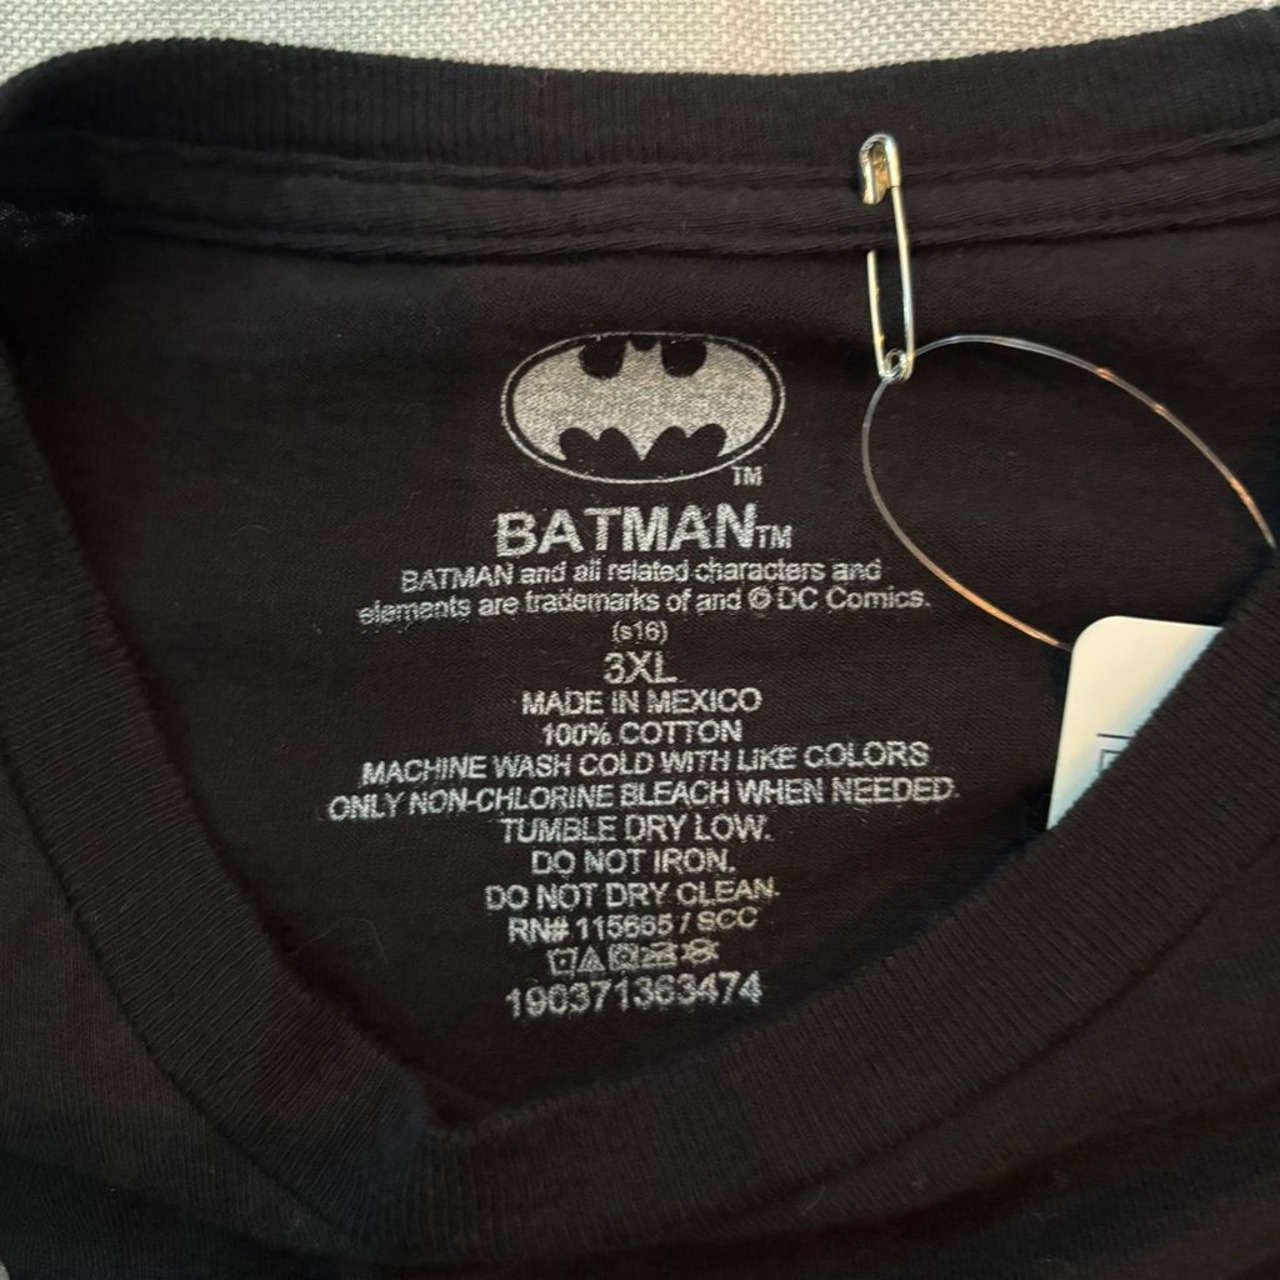 TM
BATMAN™
BATMAN and all related characters and
elements are trademarks of and © DC Comics.
(s16)
3XL
MADE IN MEXICO
100% COTTON
MACHINE WASH COLD WITH LIKE COLORS
ONLY NON-CHLORINE BLEACH WHEN NEEDED.
TUMBLE DRY LOW.
DO NOT IRON.
DO NOT DRY CLEAN.
RN# 115665 / SCC
190371363474